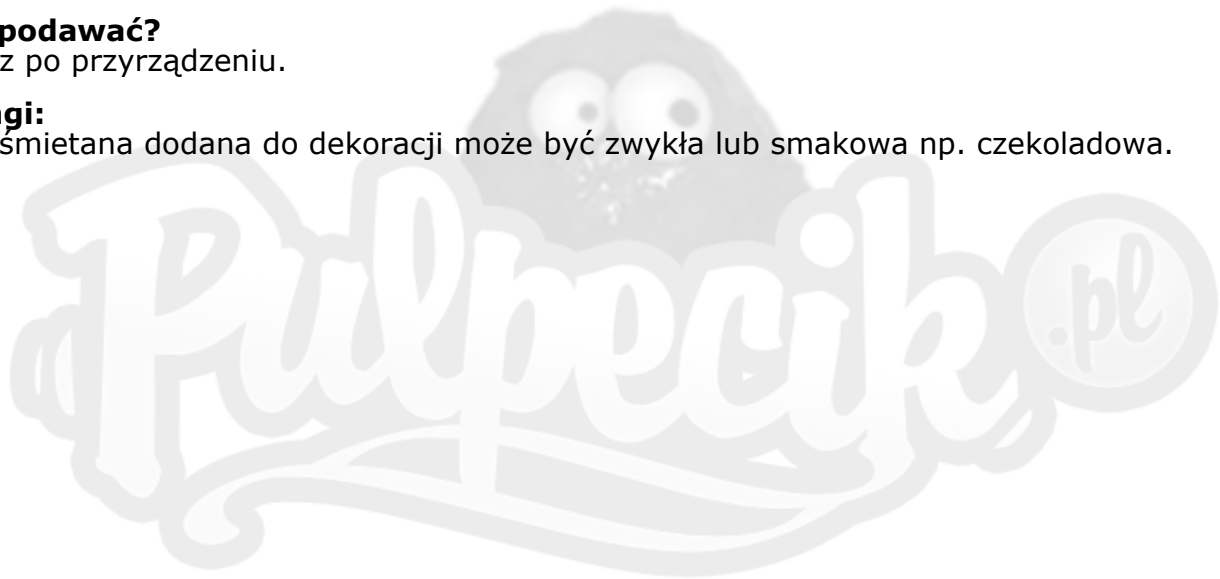 podawać?
z po przyrządzeniu.
gi:
śmietana dodana do dekoracji może być zwykła lub smakowa np. czekoladowa.
Pulpecik.pl